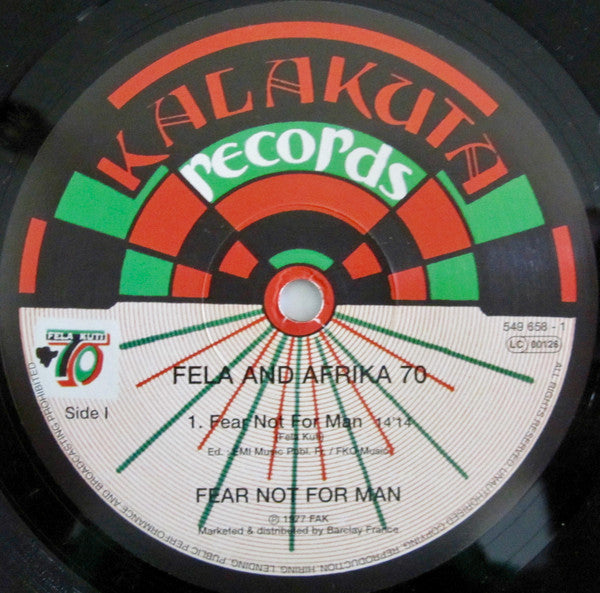 KALAKUTA
records
FELA KUTI
70
549 658 - 1
LC 00126
Side I
FELA AND AFRIKA 70
1. Fear Not For Man 14'14
(Fela Kuti)
Ed. : EMI Music Publ. Fr. / FKO Music
FEAR NOT FOR MAN
℗ 1977 FAK
Marketed & distributed by Barclay France.
ALL RIGHTS RESERVED. UNAUTHORISED COPYING, REPRODUCTION, HIRING, LENDING, PUBLIC PERFORMANCE AND BROADCASTING PROHIBITED